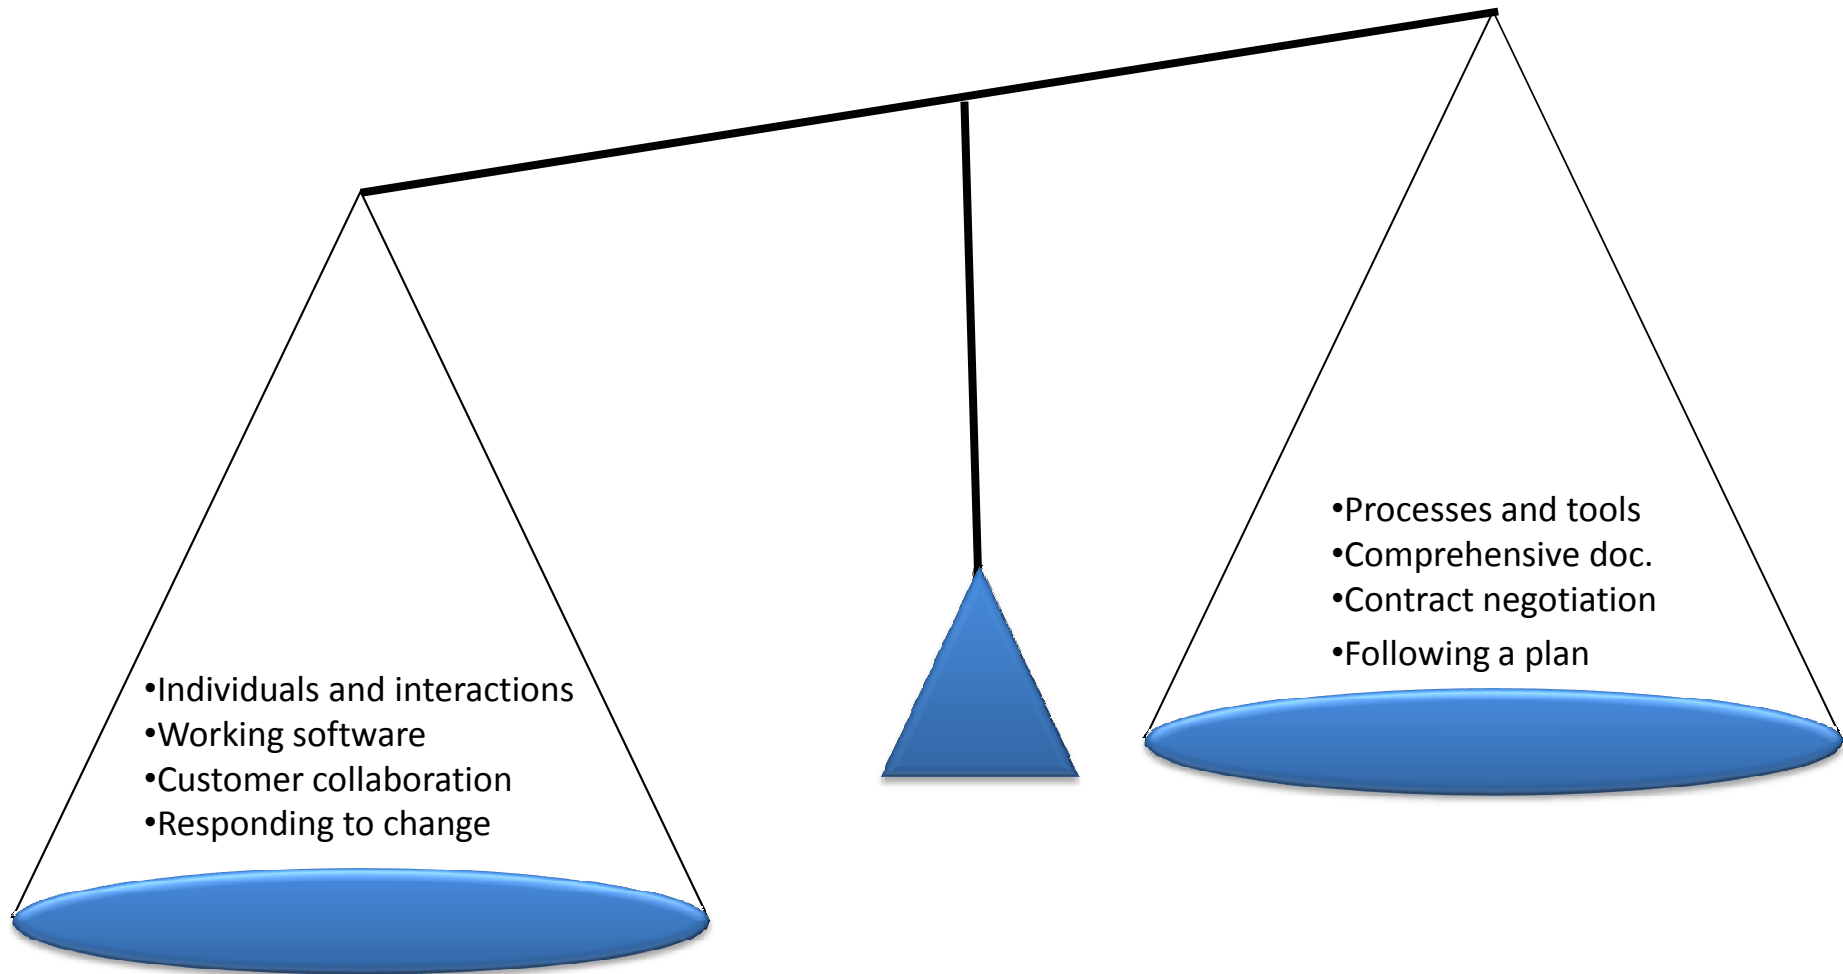 •Individuals and interactions
•Working software
•Customer collaboration
•Responding to change
•Processes and tools
•Comprehensive doc.
•Contract negotiation
•Following a plan